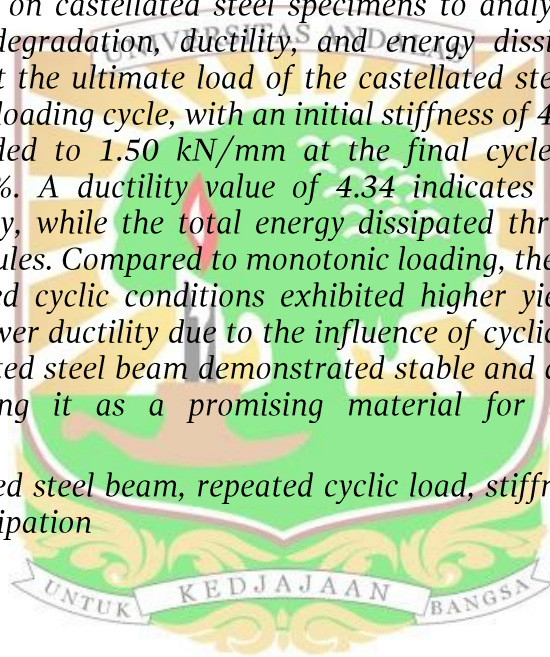 on castellated steel specimens to analy
UNIVERSITAS ANDALAS
degradation, ductility, and energy dissi
t the ultimate load of the castellated ste
loading cycle, with an initial stiffness of 4
ded to 1.50 kN/mm at the final cycle
%. A ductility value of 4.34 indicates
y, while the total energy dissipated thr
ules. Compared to monotonic loading, the
ed cyclic conditions exhibited higher yie
wer ductility due to the influence of cyclic
ted steel beam demonstrated stable and
ng it as a promising material for
ed steel beam, repeated cyclic load, stiffn
ipation
UNTUK KEDJAJAAN BANGSA